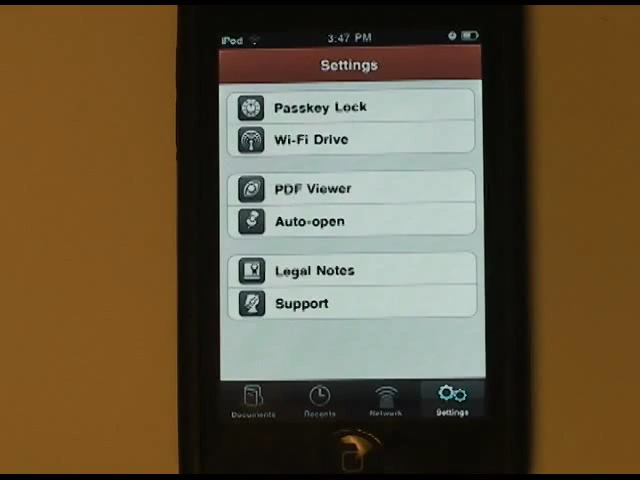 iPod 3:47 PM
Settings
Passkey Lock
Wi-Fi Drive
PDF Viewer
Auto-open
Legal Notes
Support
Documents Recents Network Settings